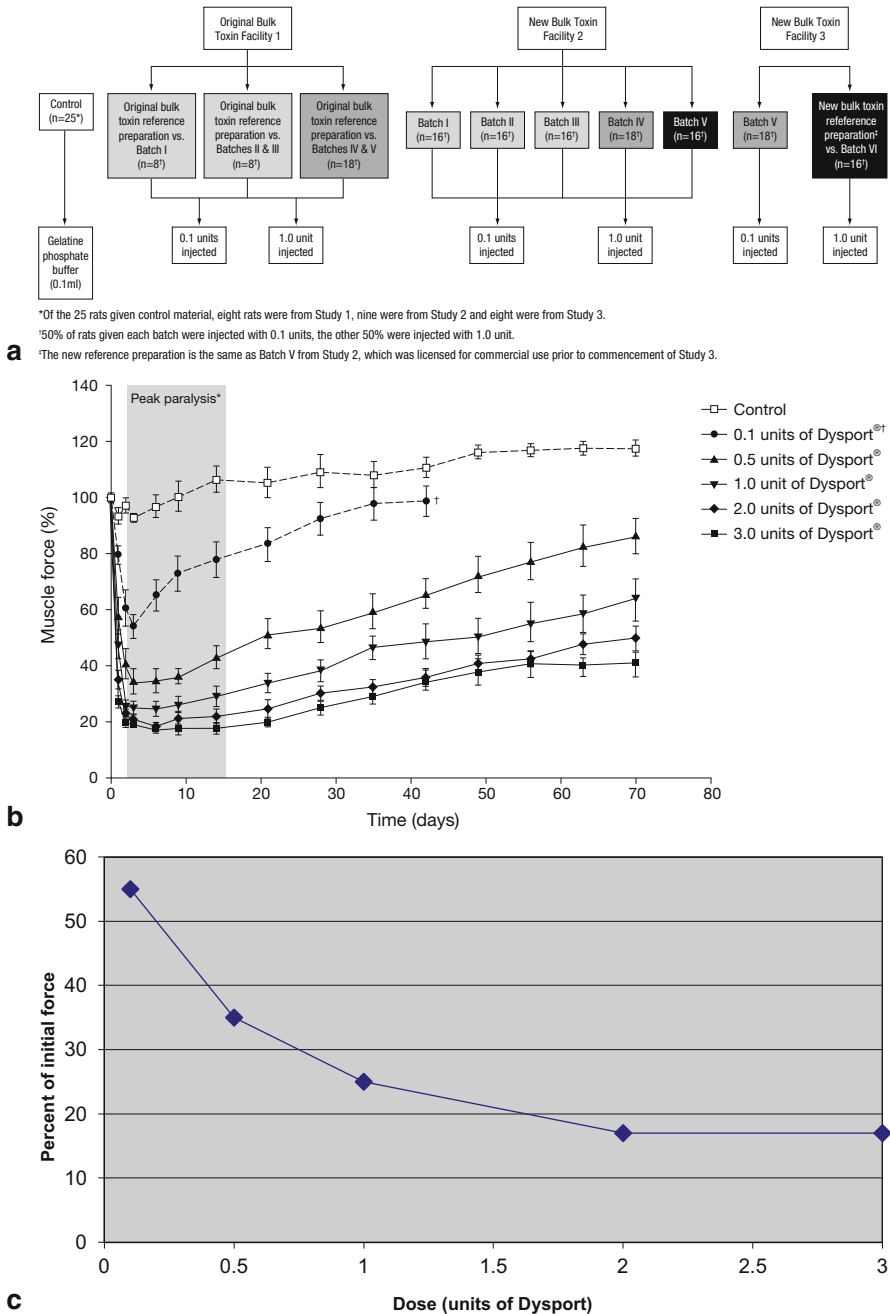 Original Bulk
Toxin Facility 1
New Bulk Toxin
Facility 2
New Bulk Toxin
Facility 3
Control
(n=25*)
Original bulk
toxin reference
preparation vs.
Batch I
(n=8†)
Original bulk
toxin reference
preparation vs.
Batches II & III
(n=8†)
Original bulk
toxin reference
preparation vs.
Batches IV & V
(n=18†)
Batch I
(n=16†)
Batch II
(n=16†)
Batch III
(n=16†)
Batch IV
(n=18†)
Batch V
(n=16†)
Batch V
(n=18†)
New bulk toxin
reiference
preparation‡
vs. Batch VI
(n=16†)
Gelatine
phosphate
buffer
(0.1ml)
0.1 units
injected
1.0 unit
injected
0.1 units
injected
1.0 unit
injected
0.1 units
injected
1.0 unit
injected
*Of the 25 rats given control material, eight rats were from Study 1, nine were from Study 2 and eight were from Study 3.
†50% of rats given each batch were injected with 0.1 units, the other 50% were injected with 1.0 unit.
‡The new reference preparation is the same as Batch V from Study 2, which was licensed for commercial use prior to commencement of Study 3.
a
140
120
100
80
60
40
20
0
Muscle force (%)
Peak paralysis*
†
0 10 20 30 40 50 60 70 80
Time (days)
Control
0.1 units of Dysport®†
0.5 units of Dysport®
1.0 unit of Dysport®
2.0 units of Dysport®
3.0 units of Dysport®
b
60
50
40
30
20
10
0
Percent of initial force
0 0.5 1 1.5 2 2.5 3
Dose (units of Dysport)
c